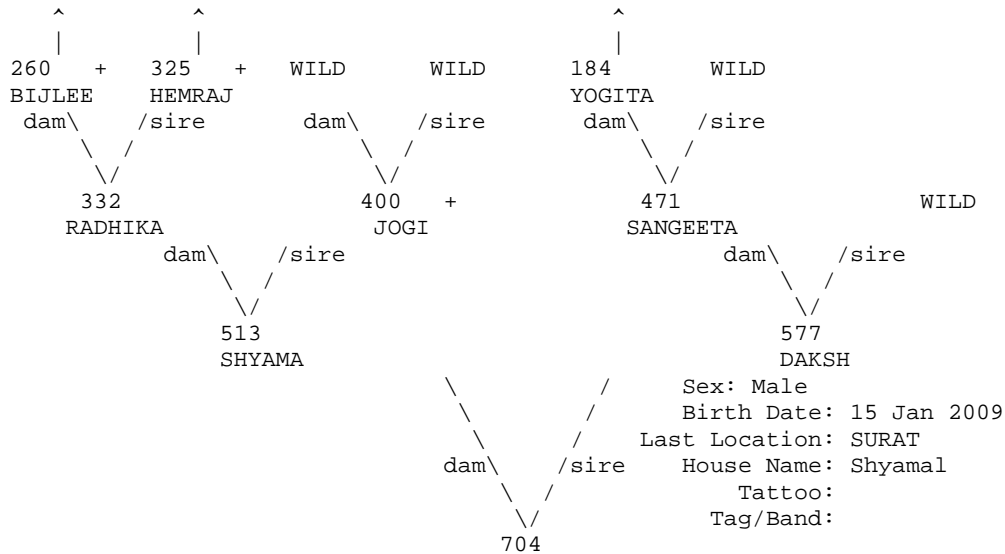 ^ ^ ^
| | |
260 + 325 + WILD WILD 184 WILD
BIJLEE HEMRAJ YOGITA
dam\ /sire dam\ /sire dam\ /sire
\ / \ / \ /
\/ \/ \/
332 400 + 471 WILD
RADHIKA JOGI SANGEETA
dam\ /sire dam\ /sire
\ / \ /
\/ \/
513 577
SHYAMA DAKSH
\ / Sex: Male
\ / Birth Date: 15 Jan 2009
\ / Last Location: SURAT
dam\ /sire House Name: Shyamal
\ / Tattoo:
\/ Tag/Band:
704